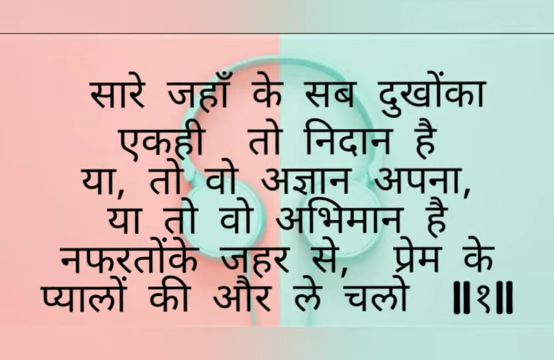 सारे जहाँ के सब दुखोंका
एकही तो निदान है
या, तो वो अज्ञान अपना,
या तो वो अभिमान है
नफरतोंके जहर से, प्रेम के
प्यालों की और ले चलो ॥१॥